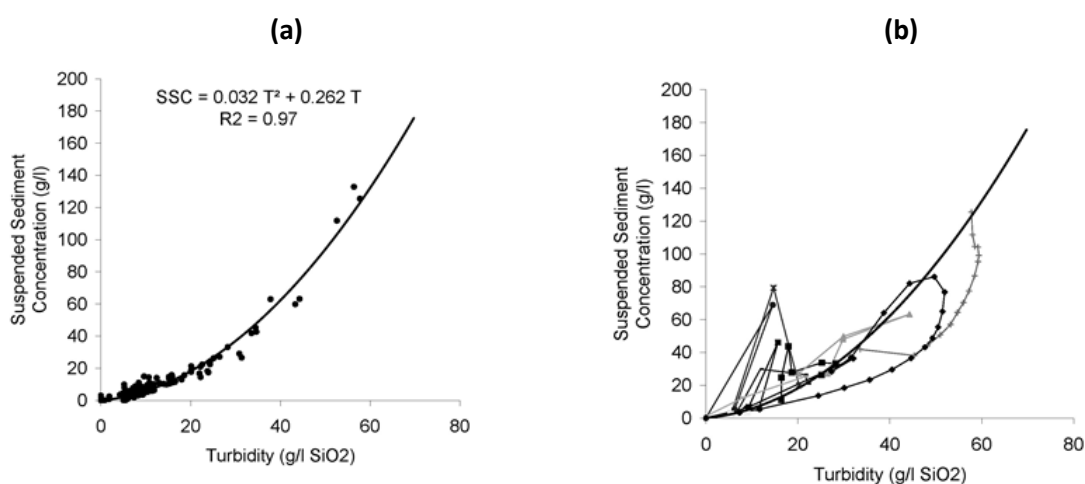 (a)
(b)
200
180
160
140
120
100
80
60
40
20
0
SSC = 0.032 T² + 0.262 T
R2 = 0.97
Suspended Sediment
Concentration (g/l)
0 20 40 60 80
Turbidity (g/l SiO2)
200
180
160
140
120
100
80
60
40
20
0
Suspended Sediment
Concentration (g/l)
0 20 40 60 80
Turbidity (g/l SiO2)